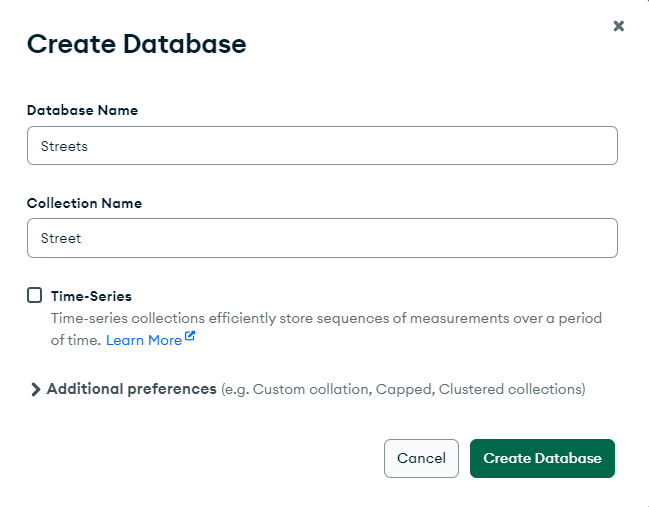 Create Database
Database Name
Streets
Collection Name
Street
Time-Series
Time-series collections efficiently store sequences of measurements over a period
of time. Learn More
Additional preferences (e.g. Custom collation, Capped, Clustered collections)
Cancel
Create Database